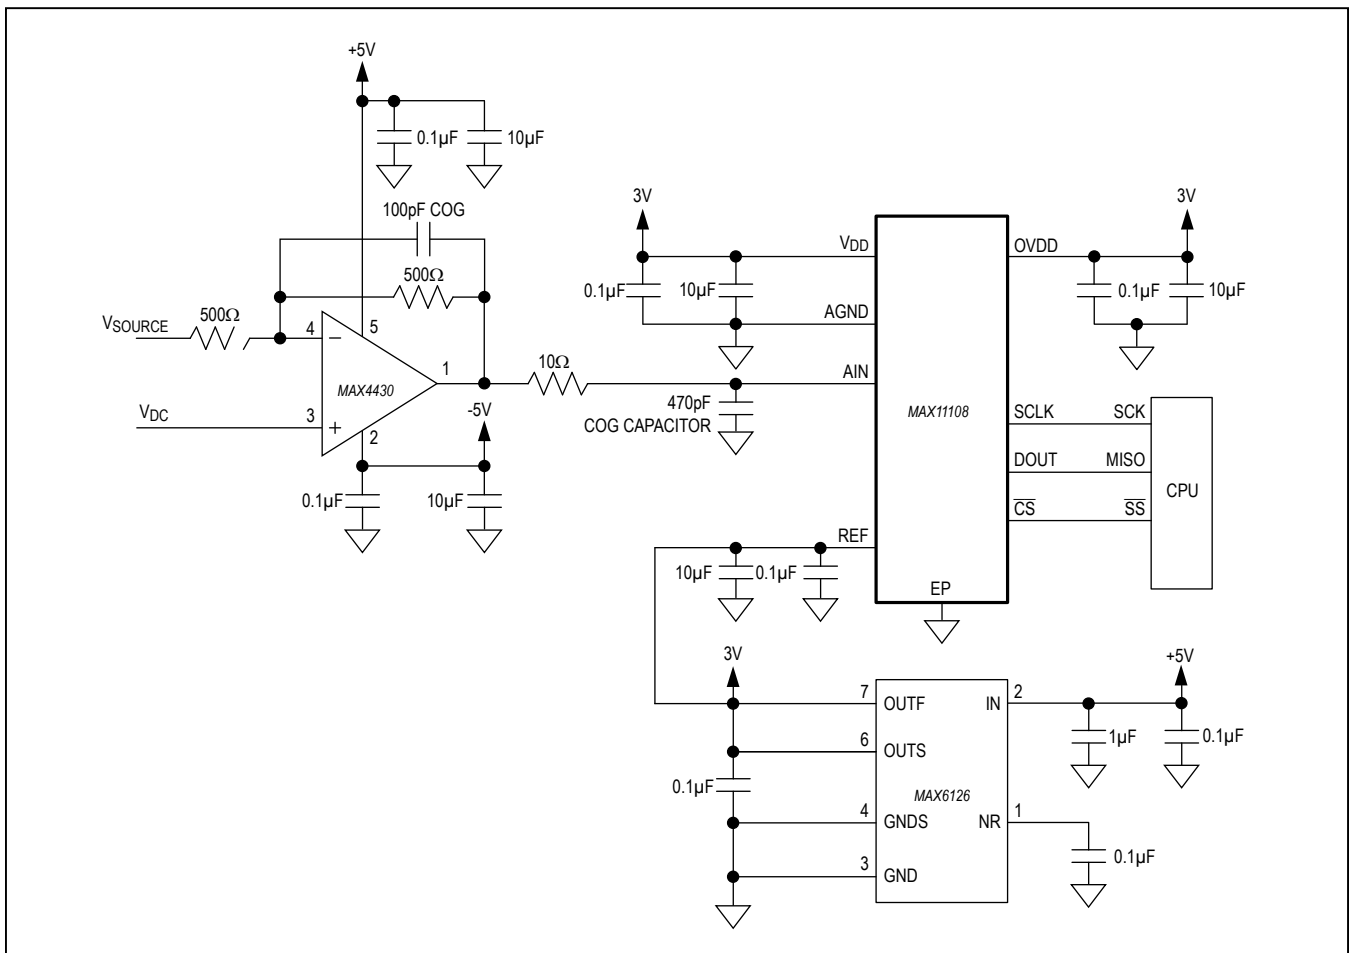 +5V
0.1µF
10µF
100pF COG
500Ω
500Ω
VSOURCE
4
−
5
1
MAX4430
10Ω
VDC
3
+
2
-5V
0.1µF
10µF
3V
VDD
0.1µF
10µF
AGND
AIN
470pF
COG CAPACITOR
MAX11108
OVDD
3V
0.1µF
10µF
SCLK
SCK
DOUT
MISO
CS
SS
CPU
REF
10µF
0.1µF
EP
3V
7
OUTF
6
OUTS
0.1µF
4
GNDS
3
GND
MAX6126
IN
2
+5V
1µF
0.1µF
NR
1
0.1µF